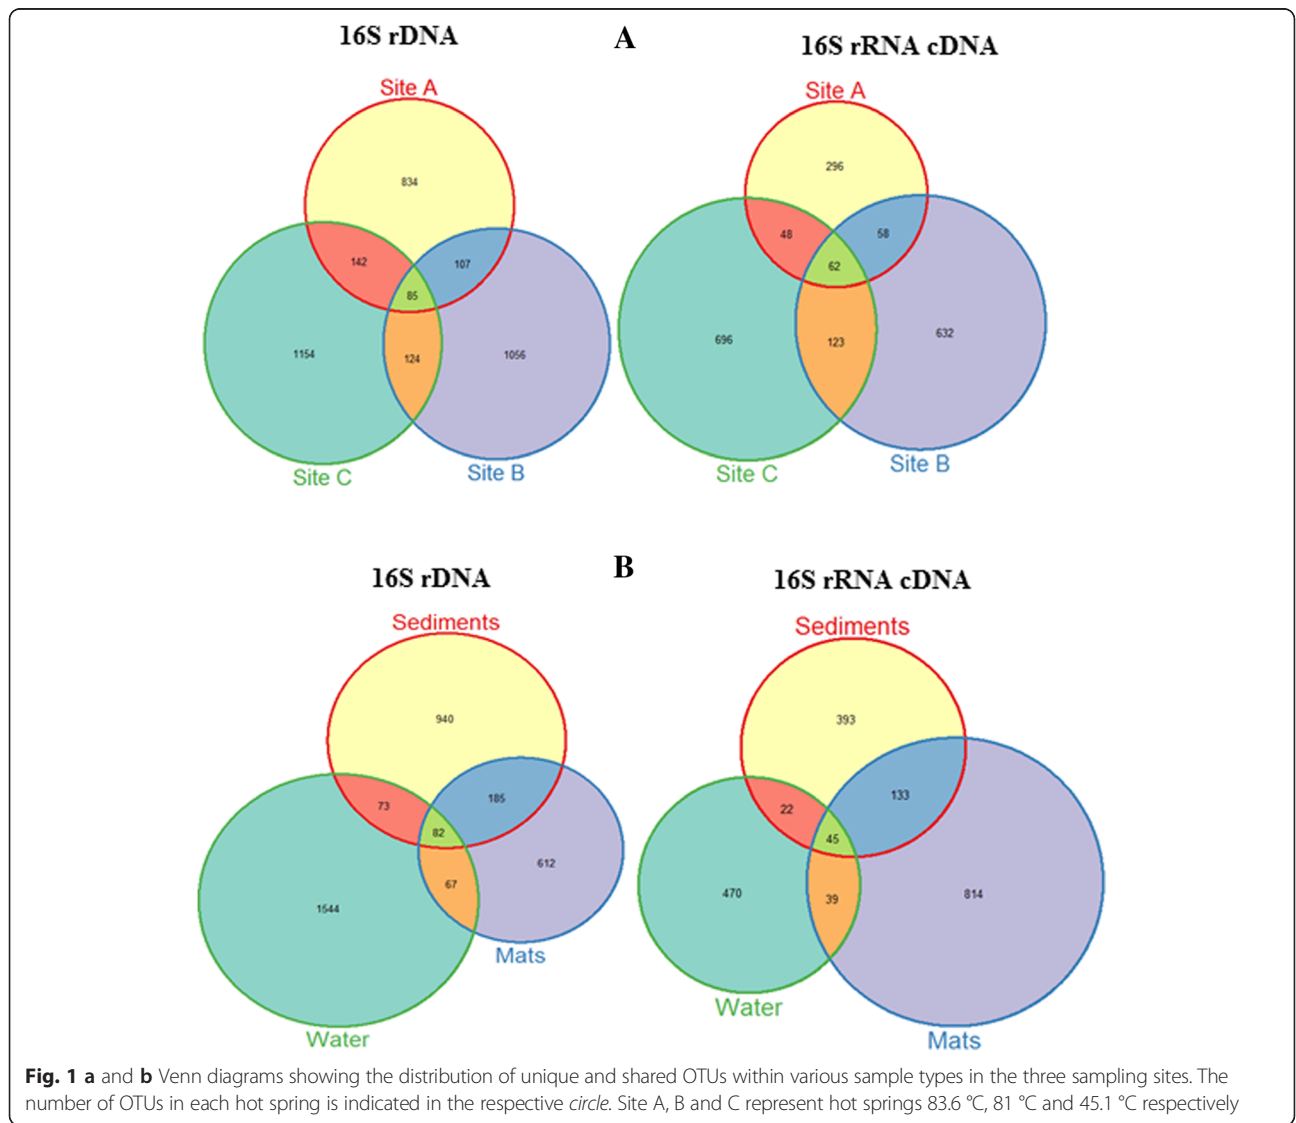 A
16S rDNA
Site A
834
142
107
85
1154
124
1056
Site C
Site B
16S rRNA cDNA
Site A
296
48
58
62
696
123
632
Site C
Site B
B
16S rDNA
Sediments
940
73
185
82
612
67
1544
Mats
Water
16S rRNA cDNA
Sediments
393
22
133
45
470
39
814
Water
Mats
Fig. 1 a and b Venn diagrams showing the distribution of unique and shared OTUs within various sample types in the three sampling sites. The
number of OTUs in each hot spring is indicated in the respective circle. Site A, B and C represent hot springs 83.6 °C, 81 °C and 45.1 °C respectively